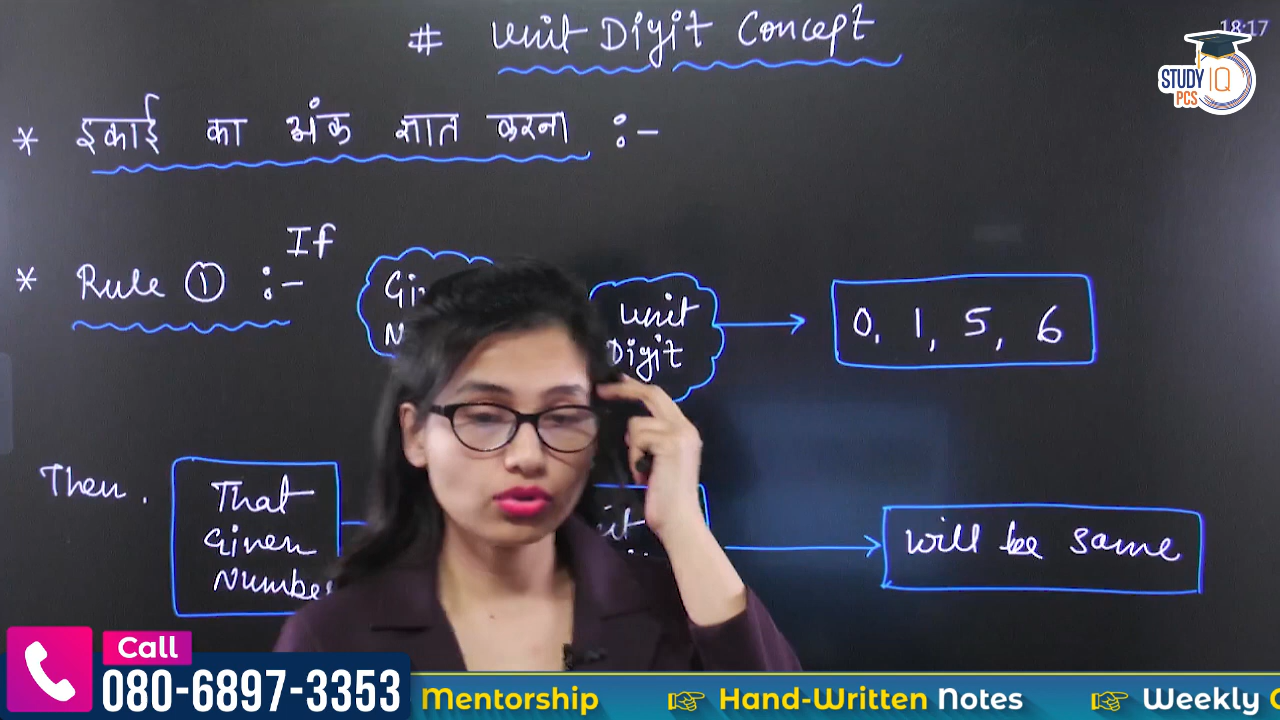 # Unit Digit Concept
18:17
STUDY IQ
PCS
* इकाई का अंक ज्ञात करना :-
* Rule ① :- If
Unit
Digit
0, 1, 5, 6
Then,
That
Given
Number
will be same
Call
080-6897-3353
Mentorship
Hand-Written Notes
Weekly